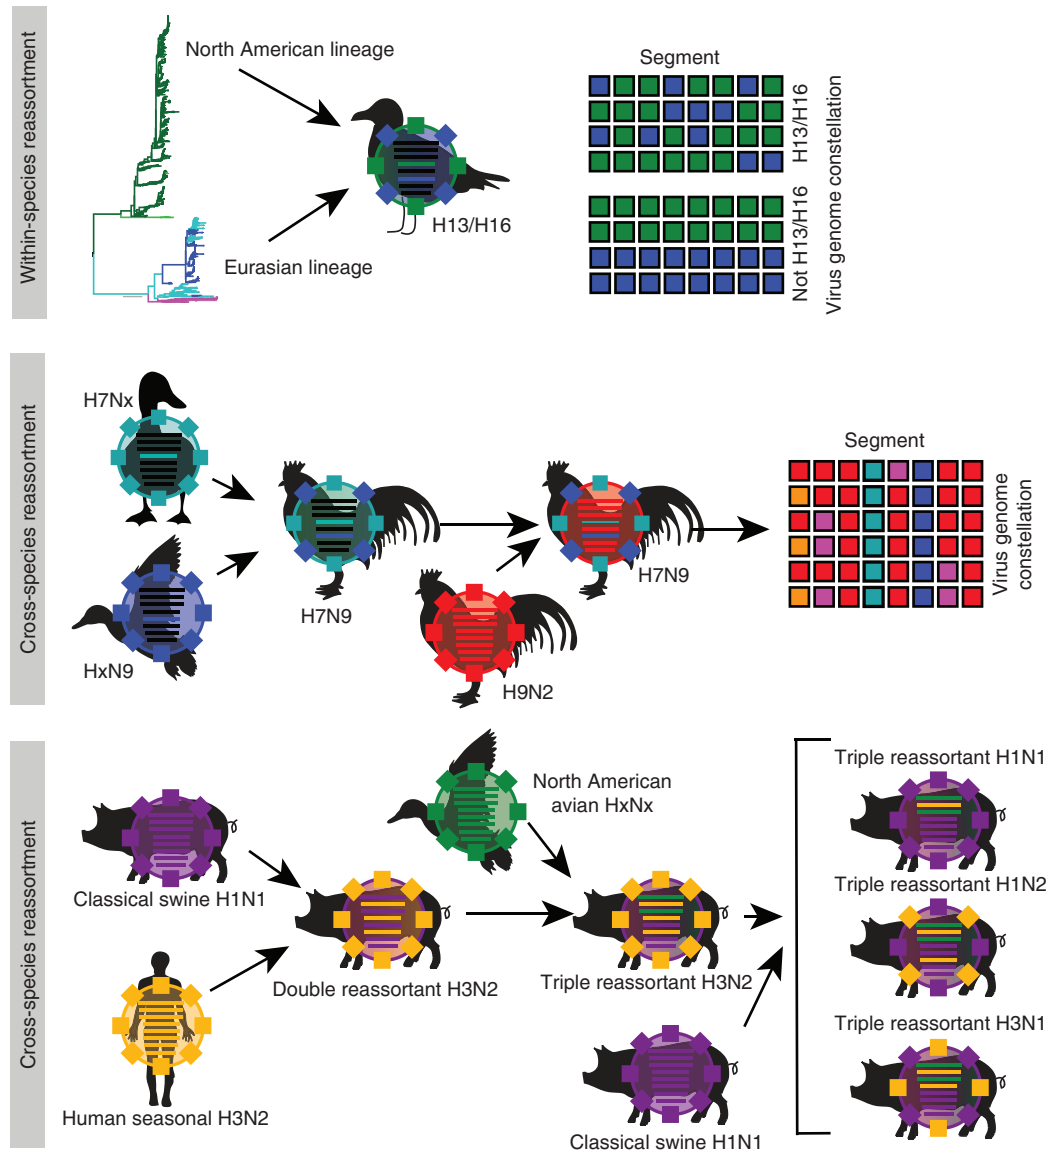 Within-species reassortment
North American lineage
Eurasian lineage
H13/H16
Segment
H13/H16
Not H13/H16
Virus genome constellation
Cross-species reassortment
H7Nx
HxN9
H7N9
H9N2
H7N9
Segment
Virus genome
constellation
Cross-species reassortment
Classical swine H1N1
Human seasonal H3N2
Double reassortant H3N2
North American
avian HxNx
Triple reassortant H3N2
Classical swine H1N1
Triple reassortant H1N1
Triple reassortant H1N2
Triple reassortant H3N1